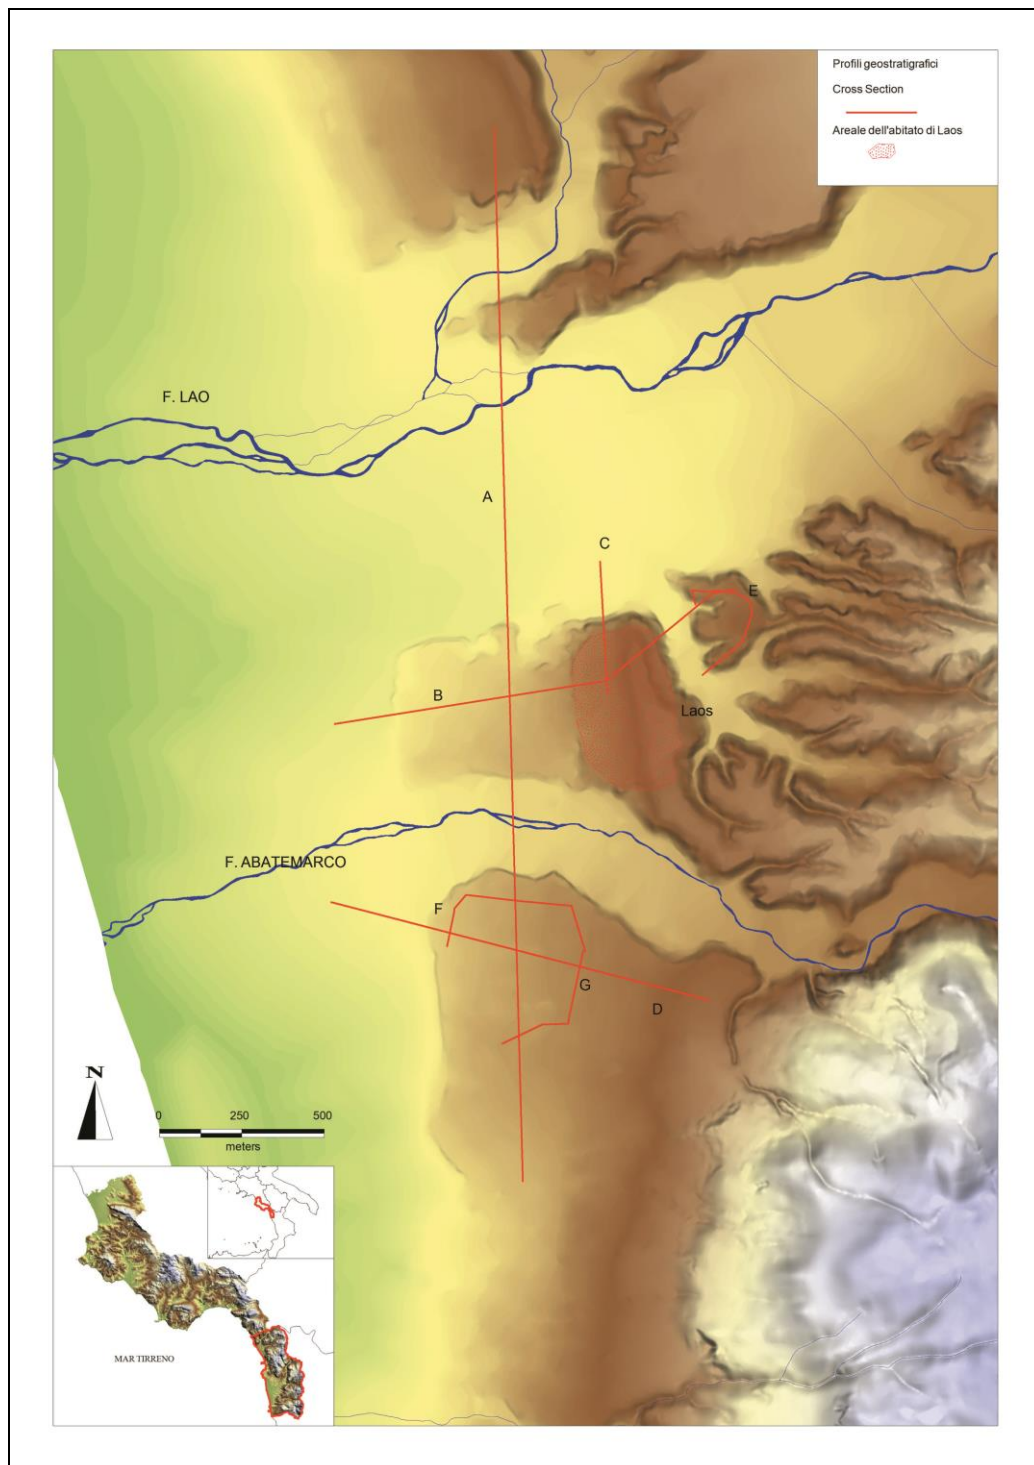 Profili geostratigrafici
Cross Section
Areale dell'abitato di Laos
F. LAO
A
C
E
B
Laos
F. ABATEMARCO
F
G
D
N
0 250 500
meters
MAR TIRRENO